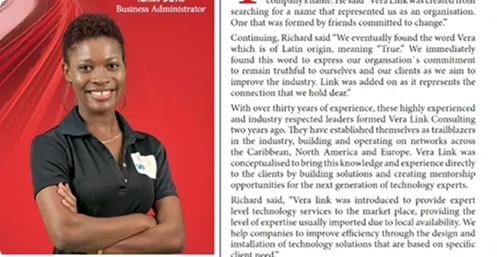 Business Administrator
company's name. He said "Vera Link was created from
searching for a name that represented us as an organisation.
One that was formed by friends committed to change."
Continuing, Richard said "We eventually found the word Vera
which is of Latin origin, meaning "True." We immediately
found this word to express our organsation`s commitment
to remain truthful to ourselves and our clients as we aim to
improve the industry. Link was added on as it represents the
connection that we hold dear."
With over thirty years of experience, these highly experienced
and industry respected leaders formed Vera Link Consulting
two years ago. They have established themselves as trailblazers
in the industry, building and operating on networks across
the Caribbean, North America and Europe. Vera Link was
conceptualised to bring this knowledge and experience directly
to the clients by building solutions and creating mentorship
opportunities for the next generation of technology experts.
Richard said, "Vera link was introduced to provide expert
level technology services to the market place, providing the
level of expertise usually imported due to local availability. We
help companies to improve efficiency through the design and
installation of technology solutions that are based on specific
client need."